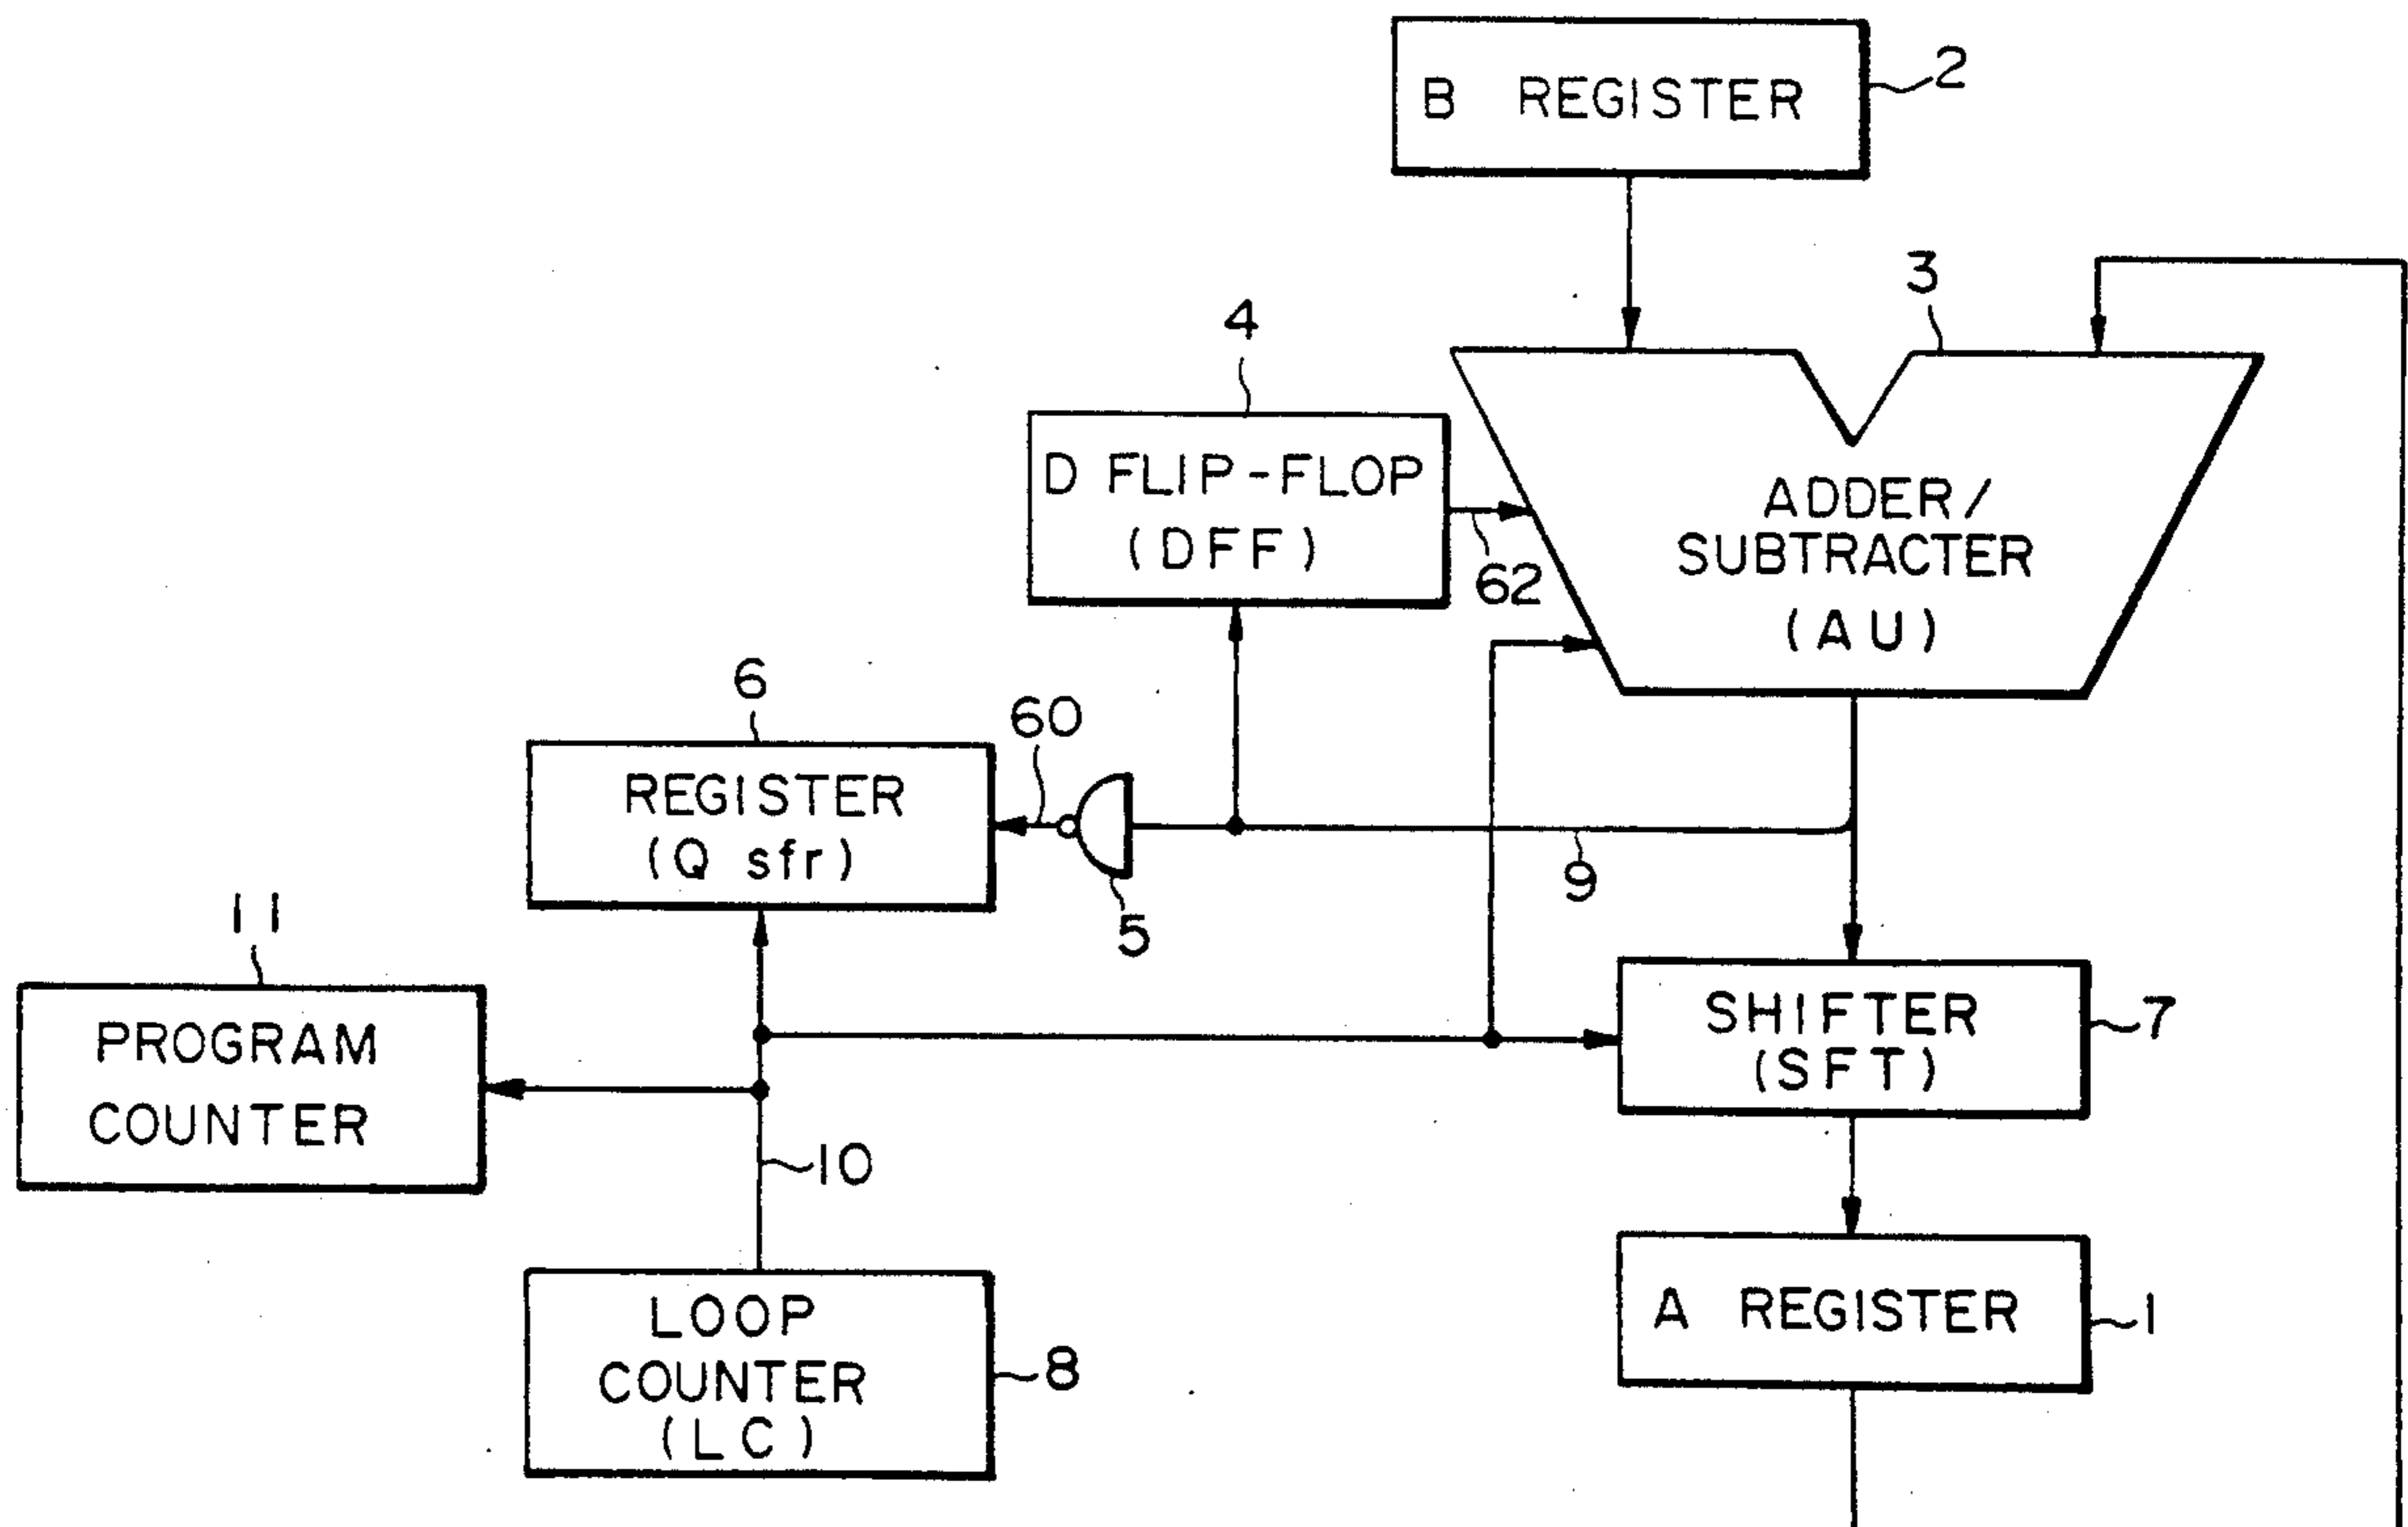 B REGISTER
2
3
4
D FLIP-FLOP
(DFF)
62
ADDER/
SUBTRACTER
(AU)
6
60
REGISTER
(Q sfr)
5
9
11
PROGRAM
COUNTER
SHIFTER
(SFT)
7
10
LOOP
COUNTER
(LC)
8
A REGISTER
1